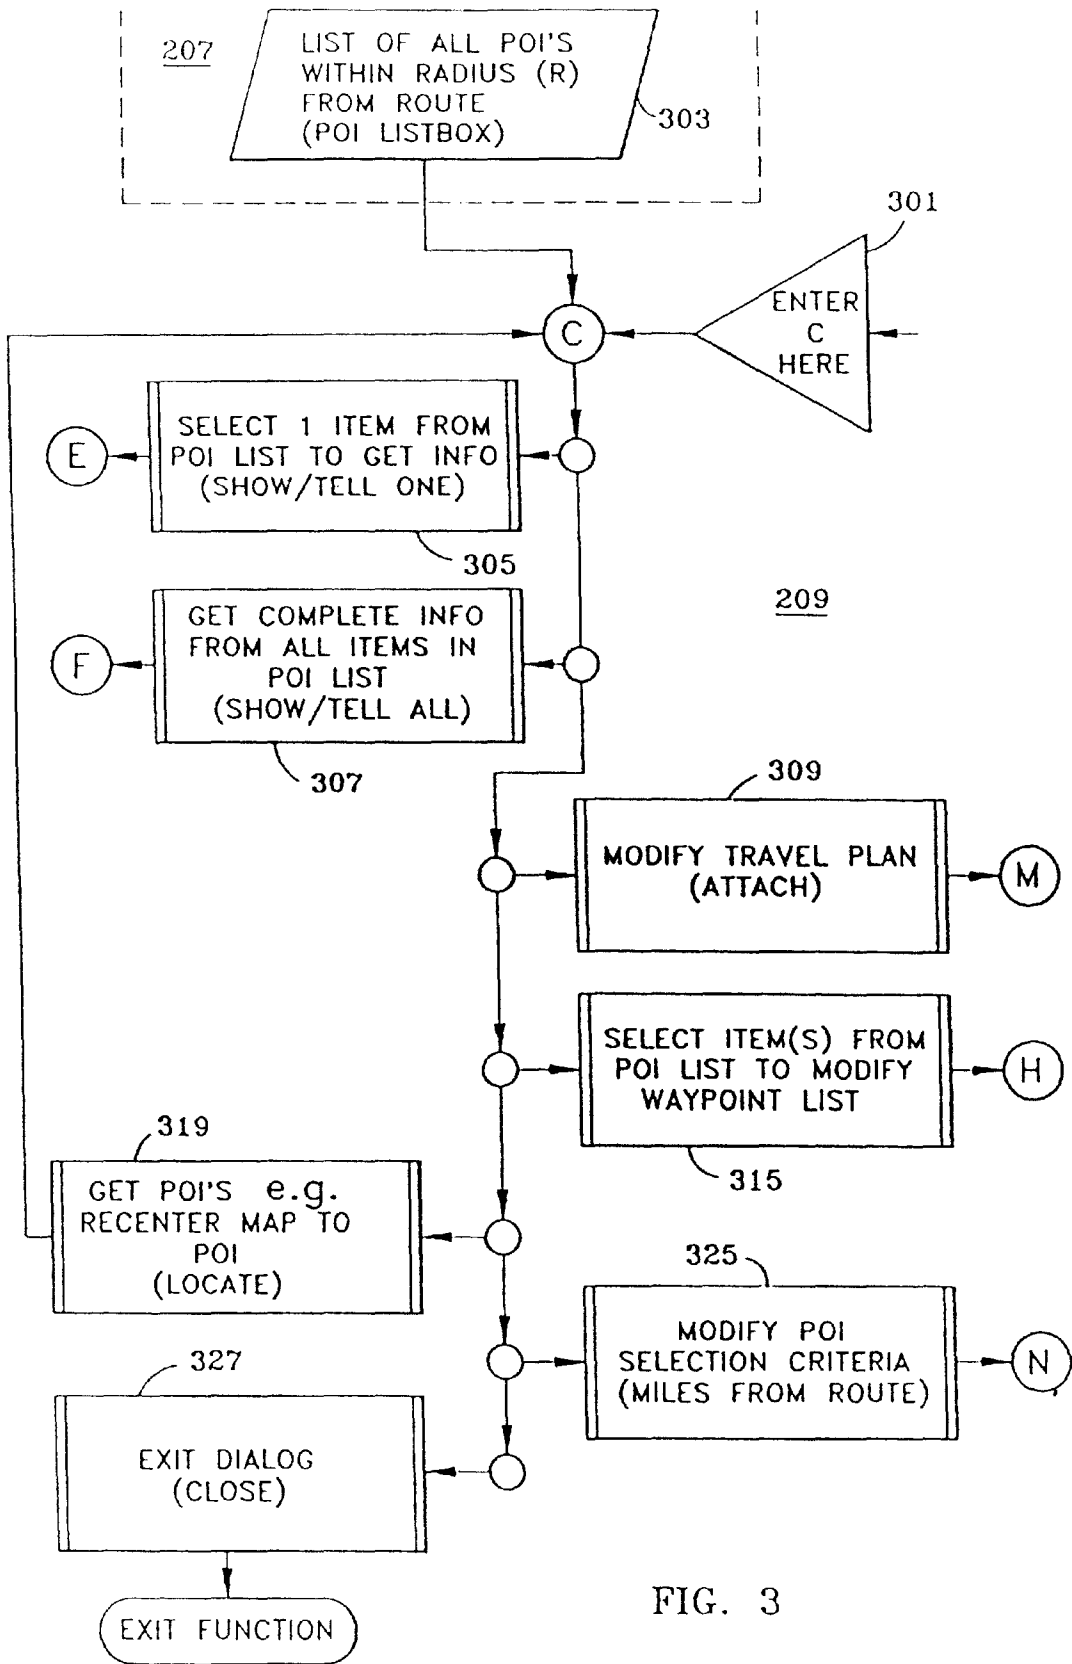 207
LIST OF ALL POI'S
WITHIN RADIUS (R)
FROM ROUTE
(POI LISTBOX)
303
301
ENTER
C
HERE
C
SELECT 1 ITEM FROM
POI LIST TO GET INFO
(SHOW/TELL ONE)
E
305
209
GET COMPLETE INFO
FROM ALL ITEMS IN
POI LIST
(SHOW/TELL ALL)
F
307
309
MODIFY TRAVEL PLAN
(ATTACH)
M
SELECT ITEM(S) FROM
POI LIST TO MODIFY
WAYPOINT LIST
H
315
319
GET POI'S e.g.
RECENTER MAP TO
POI
(LOCATE)
325
MODIFY POI
SELECTION CRITERIA
(MILES FROM ROUTE)
N
327
EXIT DIALOG
(CLOSE)
EXIT FUNCTION
FIG. 3